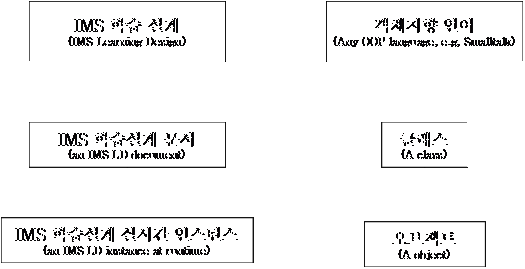 IMS 학습 설계
(IMS Learning Design)
객체지향 언어
(Any OOP language, e.g. Smalltalk)
IMS 학습설계 문서
(an IMS LD document)
클래스
(A class)
IMS 학습설계 실시간 인스턴스
(an IMS LD instance at runtime)
오브젝트
(A object)